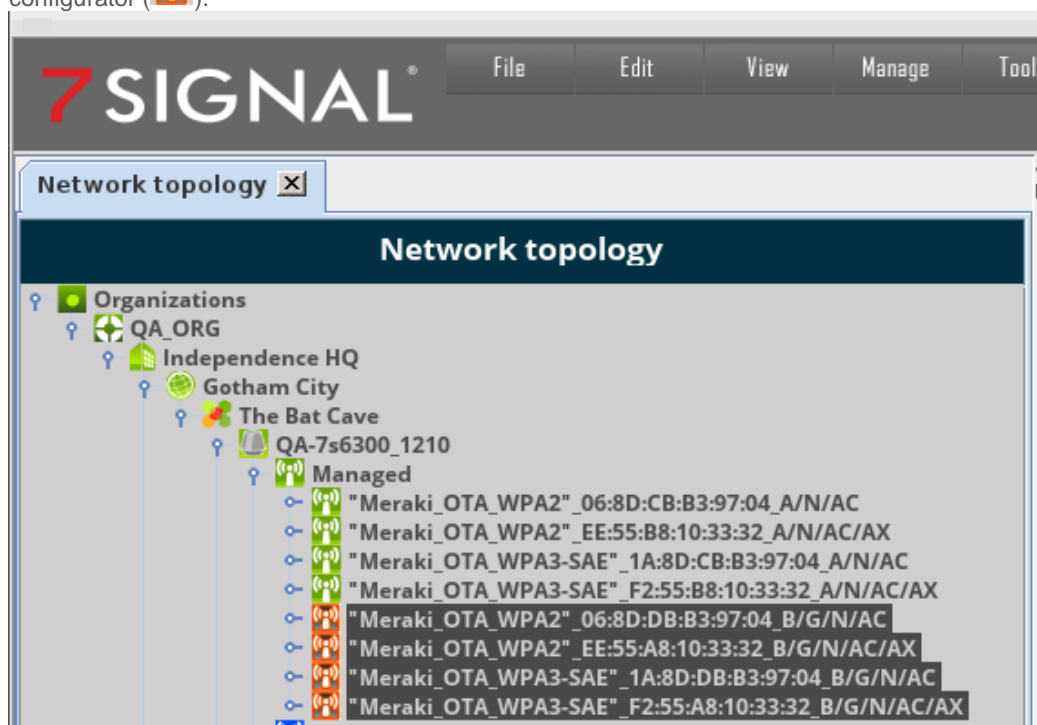 configurator ( ).
7SIGNAL®
File Edit View Manage Tool
Network topology
Network topology
Organizations
QA_ORG
Independence HQ
Gotham City
The Bat Cave
QA-7s6300_1210
Managed
"Meraki_OTA_WPA2"_06:8D:CB:B3:97:04_A/N/AC
"Meraki_OTA_WPA2"_EE:55:B8:10:33:32_A/N/AC/AX
"Meraki_OTA_WPA3-SAE"_1A:8D:CB:B3:97:04_A/N/AC
"Meraki_OTA_WPA3-SAE"_F2:55:B8:10:33:32_A/N/AC/AX
"Meraki_OTA_WPA2"_06:8D:DB:B3:97:04_B/G/N/AC
"Meraki_OTA_WPA2"_EE:55:A8:10:33:32_B/G/N/AC/AX
"Meraki_OTA_WPA3-SAE"_1A:8D:DB:B3:97:04_B/G/N/AC
"Meraki_OTA_WPA3-SAE"_F2:55:A8:10:33:32_B/G/N/AC/AX